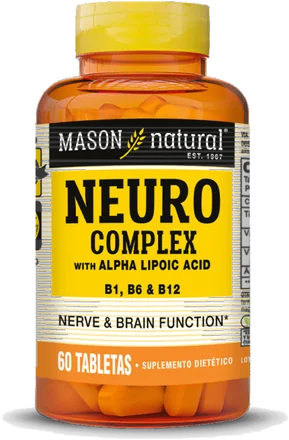 MASON natural®
EST. 1967
NEURO
COMPLEX
WITH ALPHA LIPOIC ACID
B1, B6 & B12
NERVE & BRAIN FUNCTION*
60 TABLETAS • SUPLEMENTO DIETÉTICO